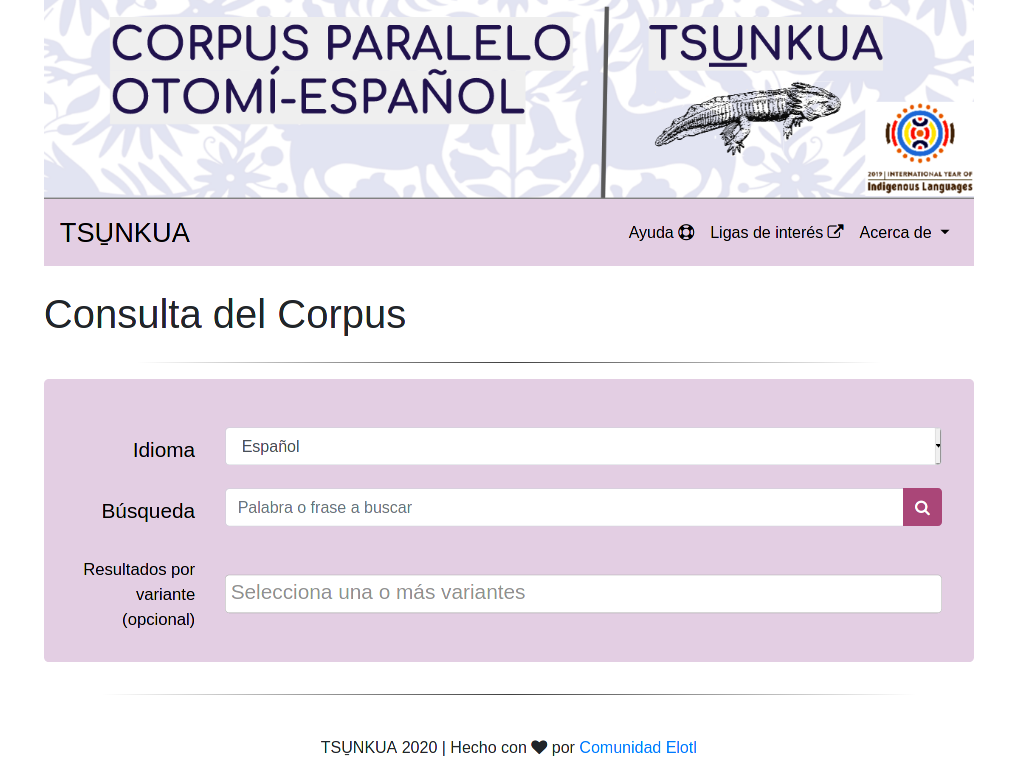 CORPUS PARALELO
OTOMÍ-ESPAÑOL
TSU̲NKUA
2019 | INTERNATIONAL YEAR OF
Indigenous Languages
TSU̱NKUA
Ayuda
Ligas de interés
Acerca de
Consulta del Corpus
Idioma
Español
Búsqueda
Palabra o frase a buscar
Resultados por
variante
(opcional)
Selecciona una o más variantes
TSU̱NKUA 2020 | Hecho con ♥ por Comunidad Elotl